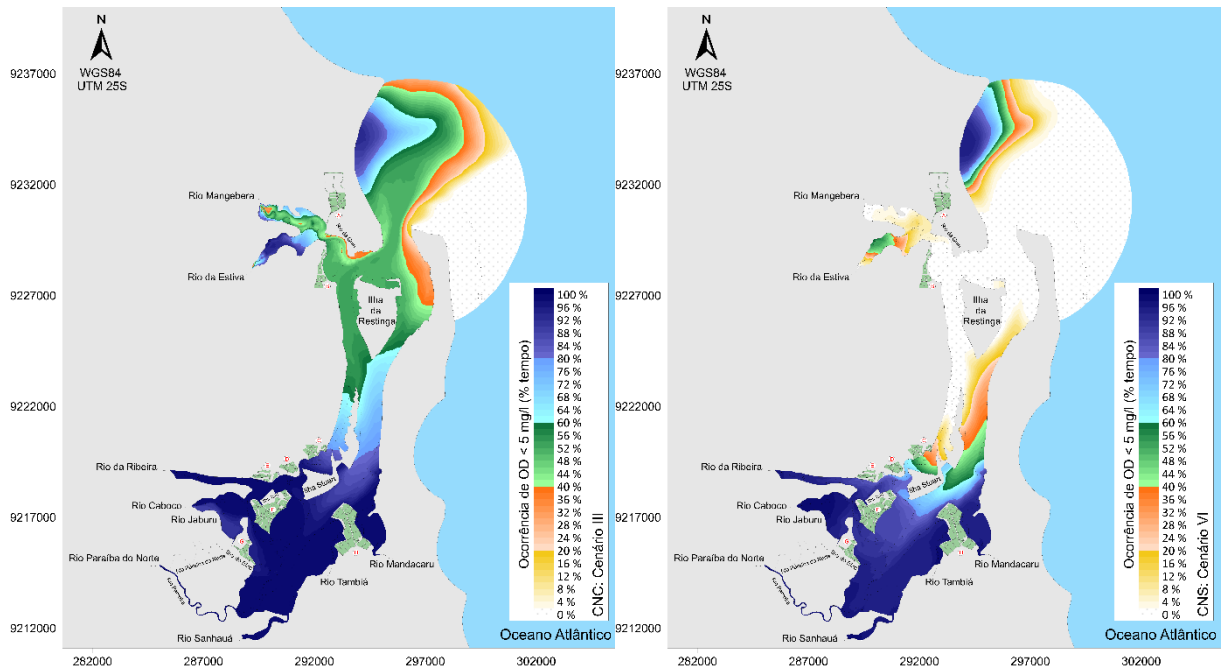 N
WGS84
UTM 25S
9237000
9232000
9227000
9222000
9217000
9212000
Rio Mangebera
Rio da Estiva
Ilha
da
Restinga
Rio da Ribeira
Ilha Stuart
Rio Caboco
Rio Jaburu
Rio Paraíba do Norte
Rio Mandacaru
Rio Tambiá
Rio Sanhauá
Oceano Atlântico
Ocorrência de OD < 5 mg/l (% tempo)
CNC: Cenário III
100 %
96 %
92 %
88 %
84 %
80 %
76 %
72 %
68 %
64 %
60 %
56 %
52 %
48 %
44 %
40 %
36 %
32 %
28 %
24 %
20 %
16 %
12 %
8 %
4 %
0 %
282000
287000
292000
297000
302000
N
WGS84
UTM 25S
9237000
9232000
9227000
9222000
9217000
9212000
Rio Mangebera
Rio da Estiva
Ilha
da
Restinga
Rio da Ribeira
Ilha Stuart
Rio Caboco
Rio Jaburu
Rio Paraíba do Norte
Rio Mandacaru
Rio Tambiá
Rio Sanhauá
Oceano Atlântico
Ocorrência de OD < 5 mg/l (% tempo)
CNS: Cenário VI
100 %
96 %
92 %
88 %
84 %
80 %
76 %
72 %
68 %
64 %
60 %
56 %
52 %
48 %
44 %
40 %
36 %
32 %
28 %
24 %
20 %
16 %
12 %
8 %
4 %
0 %
282000
287000
292000
297000
302000